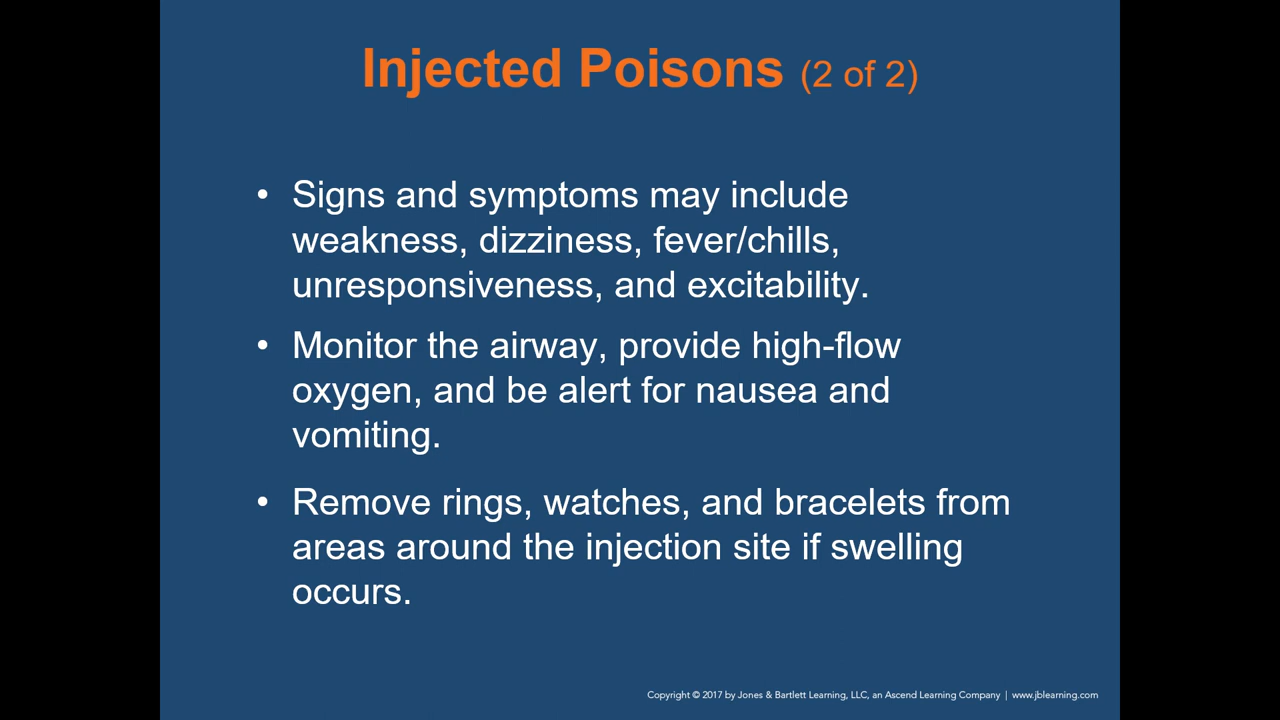 Injected Poisons (2 of 2)
• Signs and symptoms may include
weakness, dizziness, fever/chills,
unresponsiveness, and excitability.
• Monitor the airway, provide high-flow
oxygen, and be alert for nausea and
vomiting.
• Remove rings, watches, and bracelets from
areas around the injection site if swelling
occurs.
Copyright © 2017 by Jones & Bartlett Learning, LLC, an Ascend Learning Company | www.jblearning.com